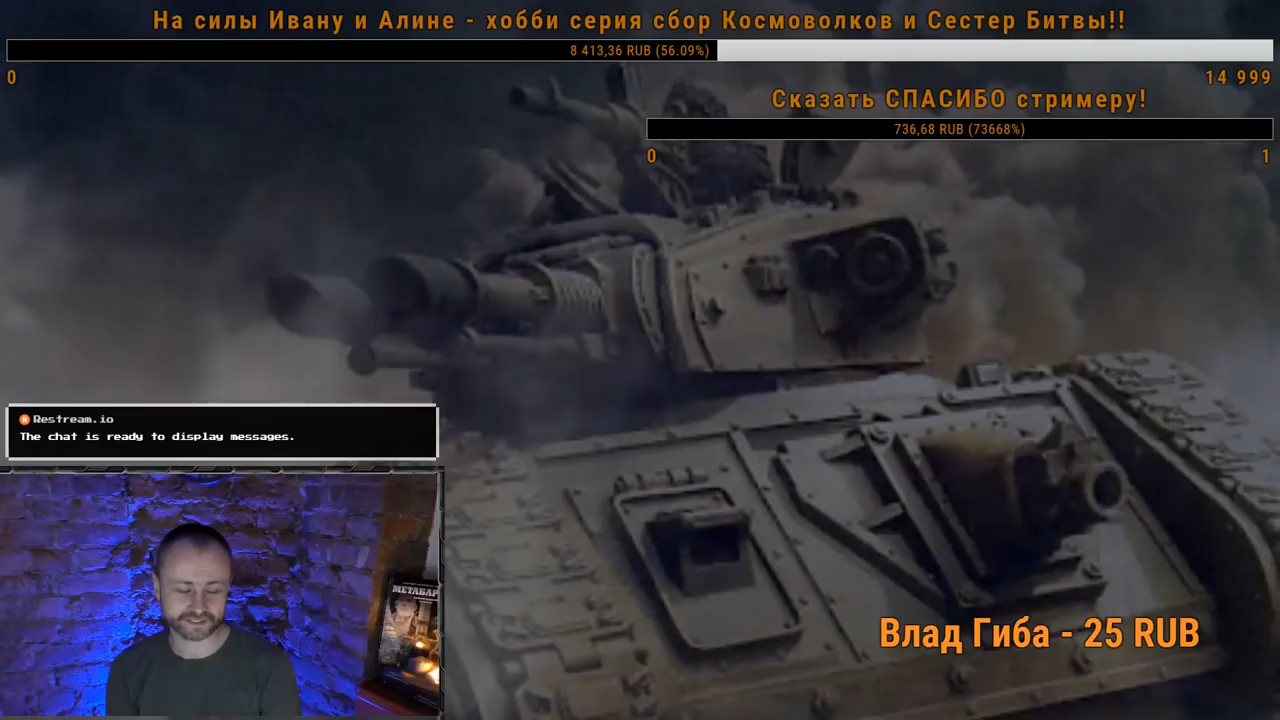 На силы Ивану и Алине - хобби серия сбор Космоволков и Сестер Битвы!!
8 413,36 RUB (56.09%)
0
14 999
Сказать СПАСИБО стримеру!
736,68 RUB (73668%)
0
1
Restream.io
The chat is ready to display messages.
МЕТАБАР
Влад Гиба - 25 RUB